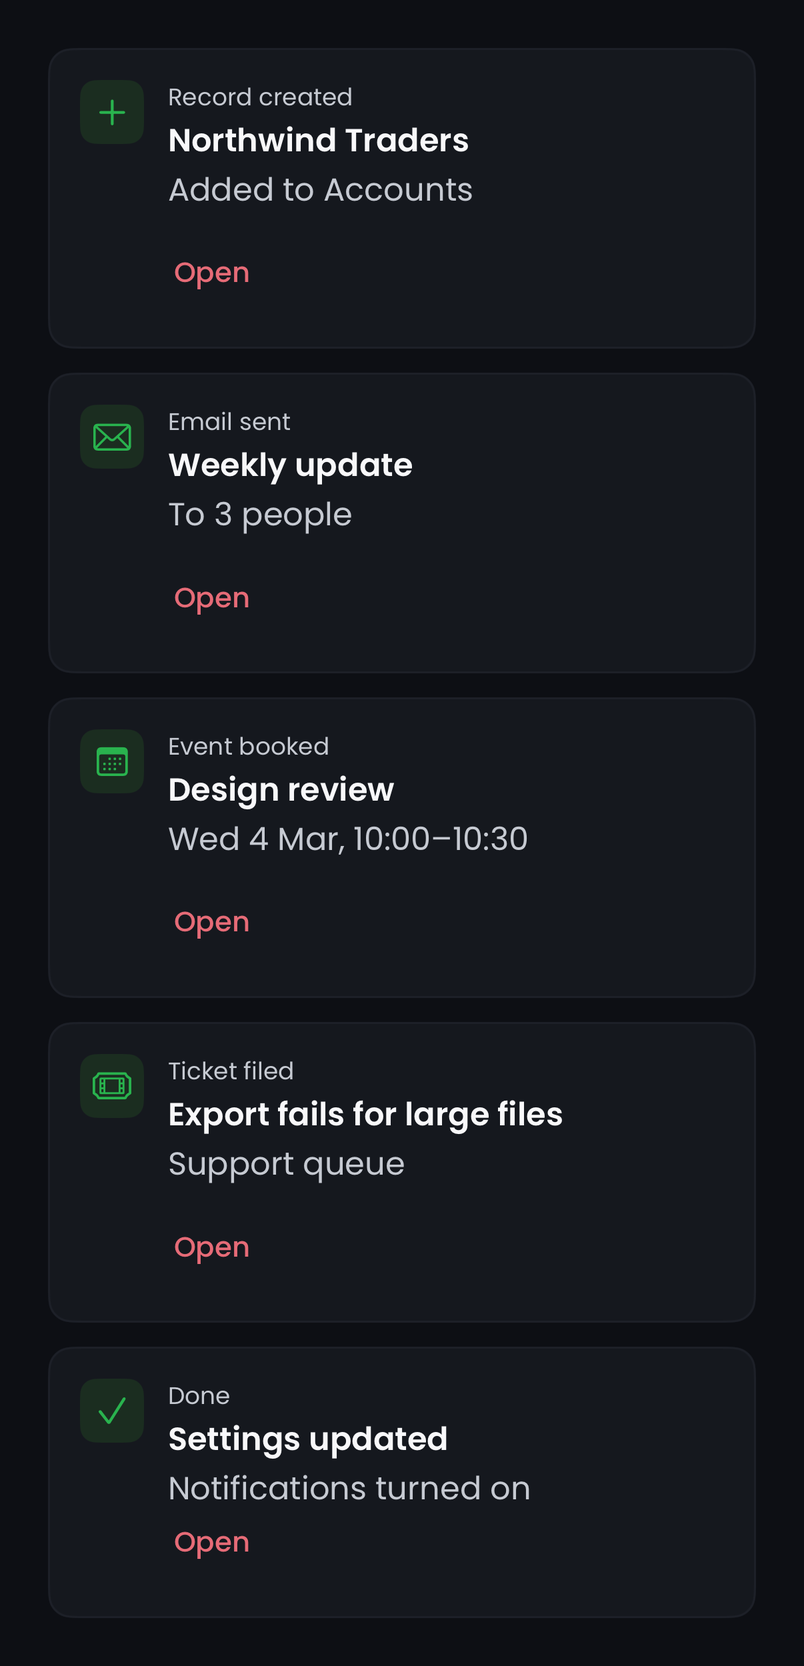 Record created
Northwind Traders
Added to Accounts
Open
Email sent
Weekly update
To 3 people
Open
Event booked
Design review
Wed 4 Mar, 10:00–10:30
Open
Ticket filed
Export fails for large files
Support queue
Open
Done
Settings updated
Notifications turned on
Open